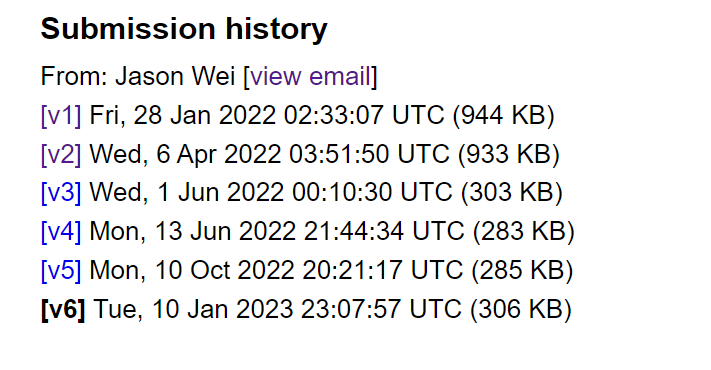 Submission history
From: Jason Wei [view email]
[v1] Fri, 28 Jan 2022 02:33:07 UTC (944 KB)
[v2] Wed, 6 Apr 2022 03:51:50 UTC (933 KB)
[v3] Wed, 1 Jun 2022 00:10:30 UTC (303 KB)
[v4] Mon, 13 Jun 2022 21:44:34 UTC (283 KB)
[v5] Mon, 10 Oct 2022 20:21:17 UTC (285 KB)
[v6] Tue, 10 Jan 2023 23:07:57 UTC (306 KB)